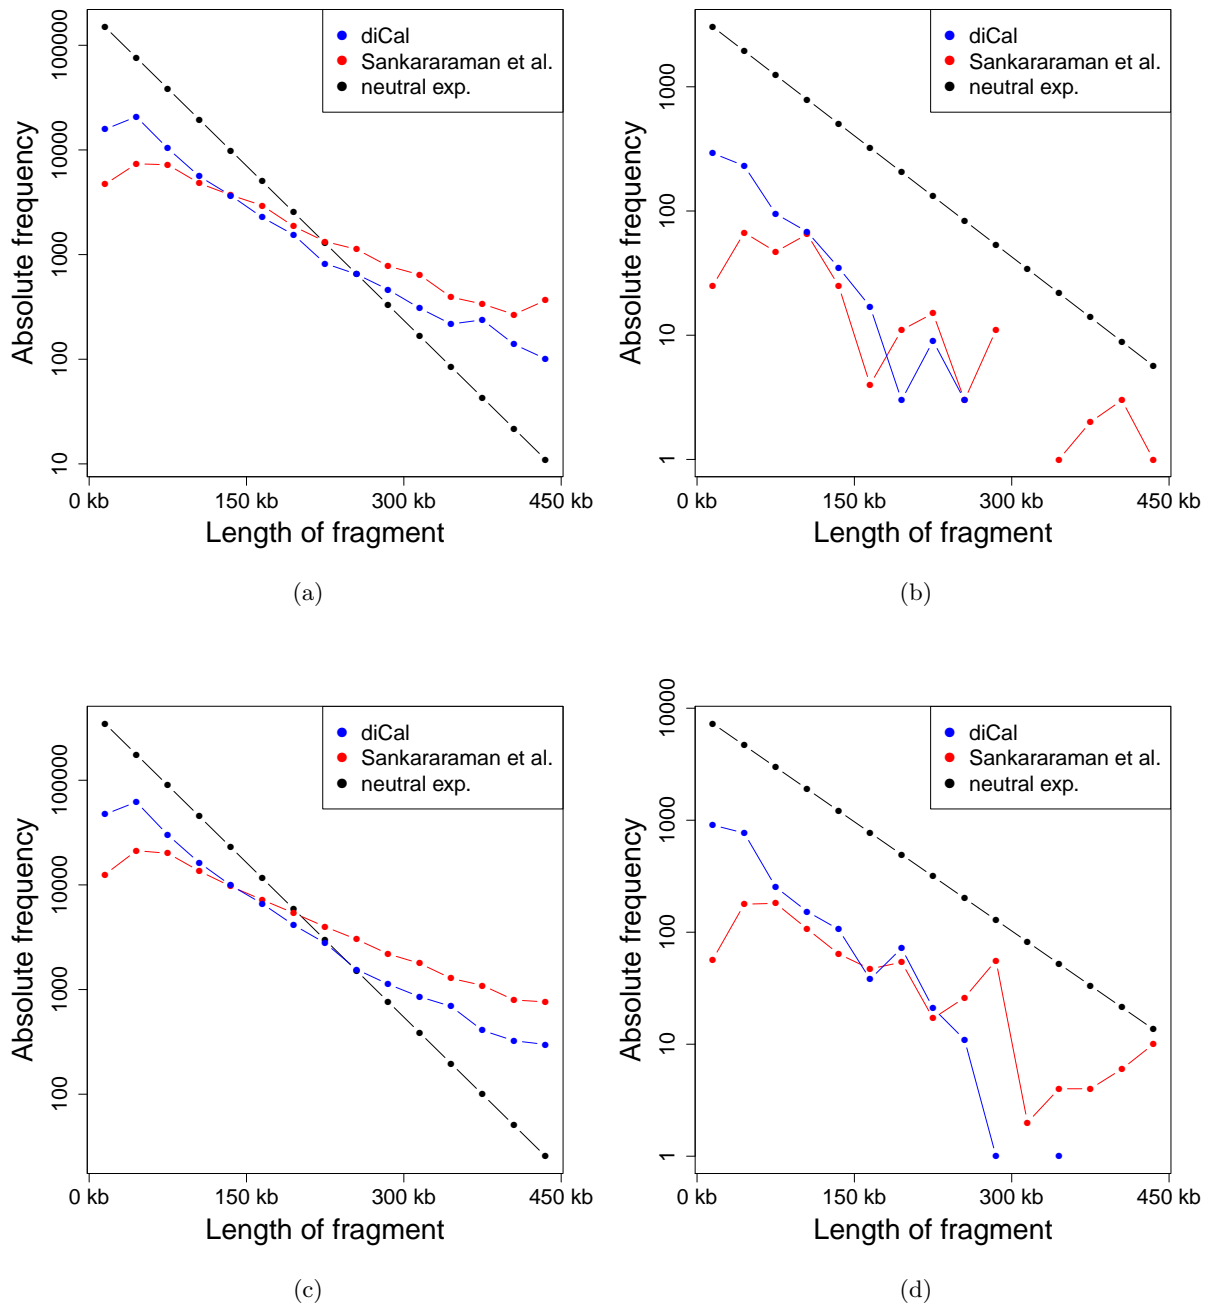 diCal
Sankararaman et al.
neutral exp.
Absolute frequency
10
100
1000
10000
100000
0 kb
150 kb
300 kb
450 kb
Length of fragment
(a)
diCal
Sankararaman et al.
neutral exp.
Absolute frequency
1
10
100
1000
0 kb
150 kb
300 kb
450 kb
Length of fragment
(b)
diCal
Sankararaman et al.
neutral exp.
Absolute frequency
100
1000
10000
100000
0 kb
150 kb
300 kb
450 kb
Length of fragment
(c)
diCal
Sankararaman et al.
neutral exp.
Absolute frequency
1
10
100
1000
10000
0 kb
150 kb
300 kb
450 kb
Length of fragment
(d)